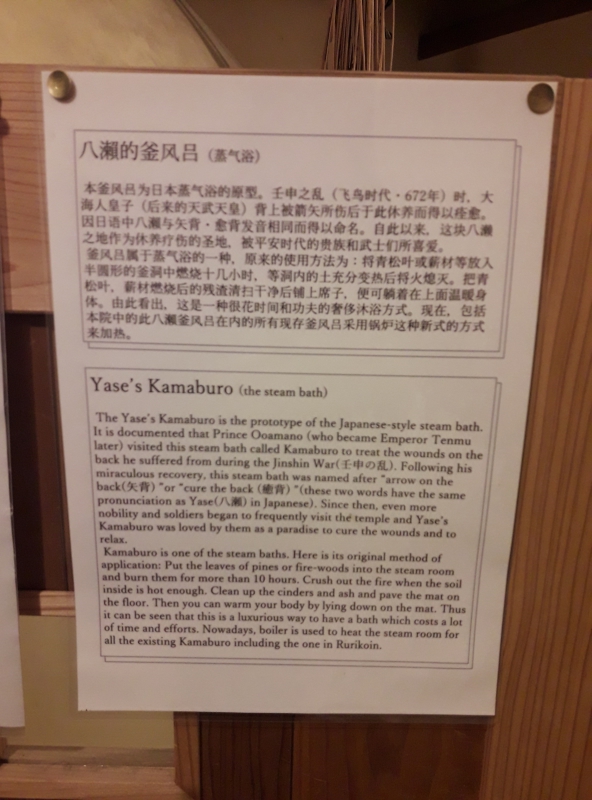 八瀬的釜风吕（蒸气浴）
本釜风吕为日本蒸气浴的原型。壬申之乱（飞鸟时代・672年）时，大
海人皇子（后来的天武天皇）背上被箭矢所伤后于此休养而得以痊愈。
因日语中八瀬与矢背・愈背发音相同而得以命名。自此以来，这块八瀬
之地作为休养疗伤的圣地，被平安时代的贵族和武士们所喜爱。
釜风吕属于蒸气浴的一种，原来的使用方法为：将青松叶或薪材等放入
半圆形的釜洞中燃烧十几小时，等洞内的土充分变热后将火熄灭。把青
松叶，薪材燃烧后的残渣清扫干净后铺上席子，便可躺着在上面温暖身
体。由此看出，这是一种很花时间和功夫的奢侈沐浴方式。现在，包括
本院中的此八瀬釜风吕在内的所有现存釜风吕采用锅炉这种新式的方式
来加热。
Yase's Kamaburo (the steam bath)
The Yase's Kamaburo is the prototype of the Japanese-style steam bath.
It is documented that Prince Ooamano (who became Emperor Tenmu
later) visited this steam bath called Kamaburo to treat the wounds on the
back he suffered from during the Jinshin War(壬申の乱). Following his
miraculous recovery, this steam bath was named after "arrow on the
back(矢背) "or "cure the back (癒背) "(these two words have the same
pronunciation as Yase(八瀬) in Japanese). Since then, even more
nobility and soldiers began to frequently visit the temple and Yase's
Kamaburo was loved by them as a paradise to cure the wounds and to
relax.
Kamaburo is one of the steam baths. Here is its original method of
application: Put the leaves of pines or fire-woods into the steam room
and burn them for more than 10 hours. Crush out the fire when the soil
inside is hot enough. Clean up the cinders and ash and pave the mat on
the floor. Then you can warm your body by lying down on the mat. Thus
it can be seen that this is a luxurious way to have a bath which costs a lot
of time and efforts. Nowadays, boiler is used to heat the steam room for
all the existing Kamaburo including the one in Rurikoin.